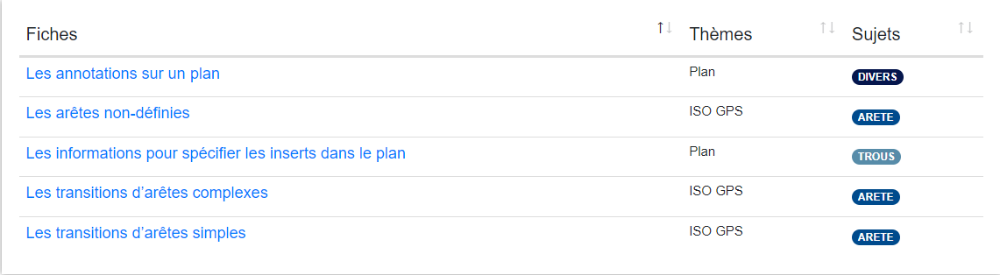 Fiches Thèmes Sujets
Les annotations sur un plan Plan DIVERS
Les arêtes non-définies ISO GPS ARETE
Les informations pour spécifier les inserts dans le plan Plan TROUS
Les transitions d’arêtes complexes ISO GPS ARETE
Les transitions d’arêtes simples ISO GPS ARETE